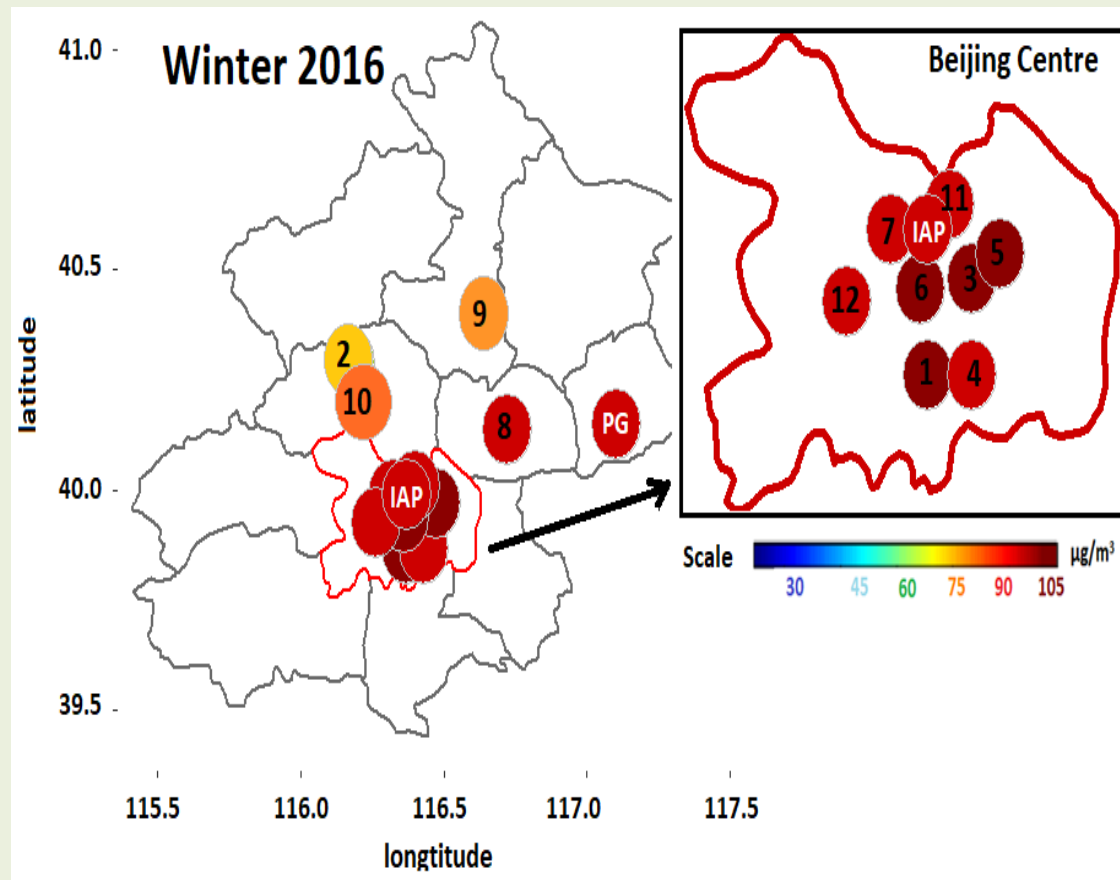 Winter 2016
41.0
40.5
40.0
39.5
latitude
2
9
10
8
PG
IAP
115.5 116.0 116.5 117.0 117.5
longtitude
Beijing Centre
11
7 IAP
5
3
6
12
1 4
Scale μg/m³
30 45 60 75 90 105